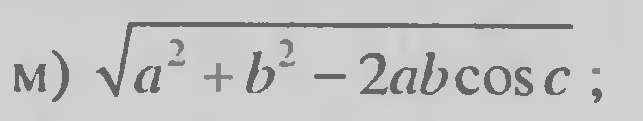 м) √(a² + b² − 2ab cos c) ;